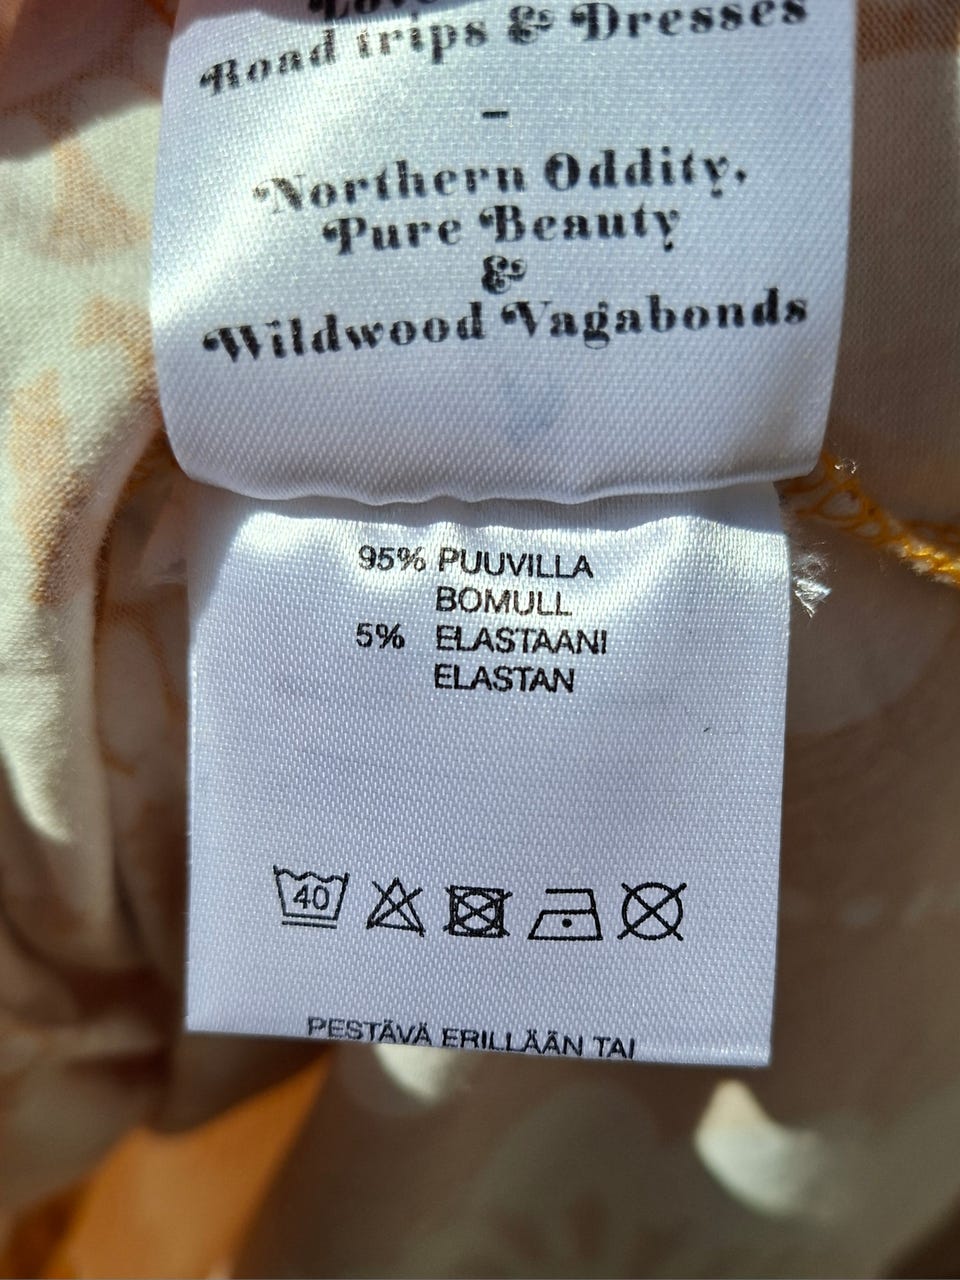 Road trips & Dresses
–
Northern Oddity,
Pure Beauty
&
Wildwood Vagabonds
95% PUUVILLA
BOMULL
5% ELASTAANI
ELASTAN
40
PESTÄVÄ ERILLÄÄN TAI